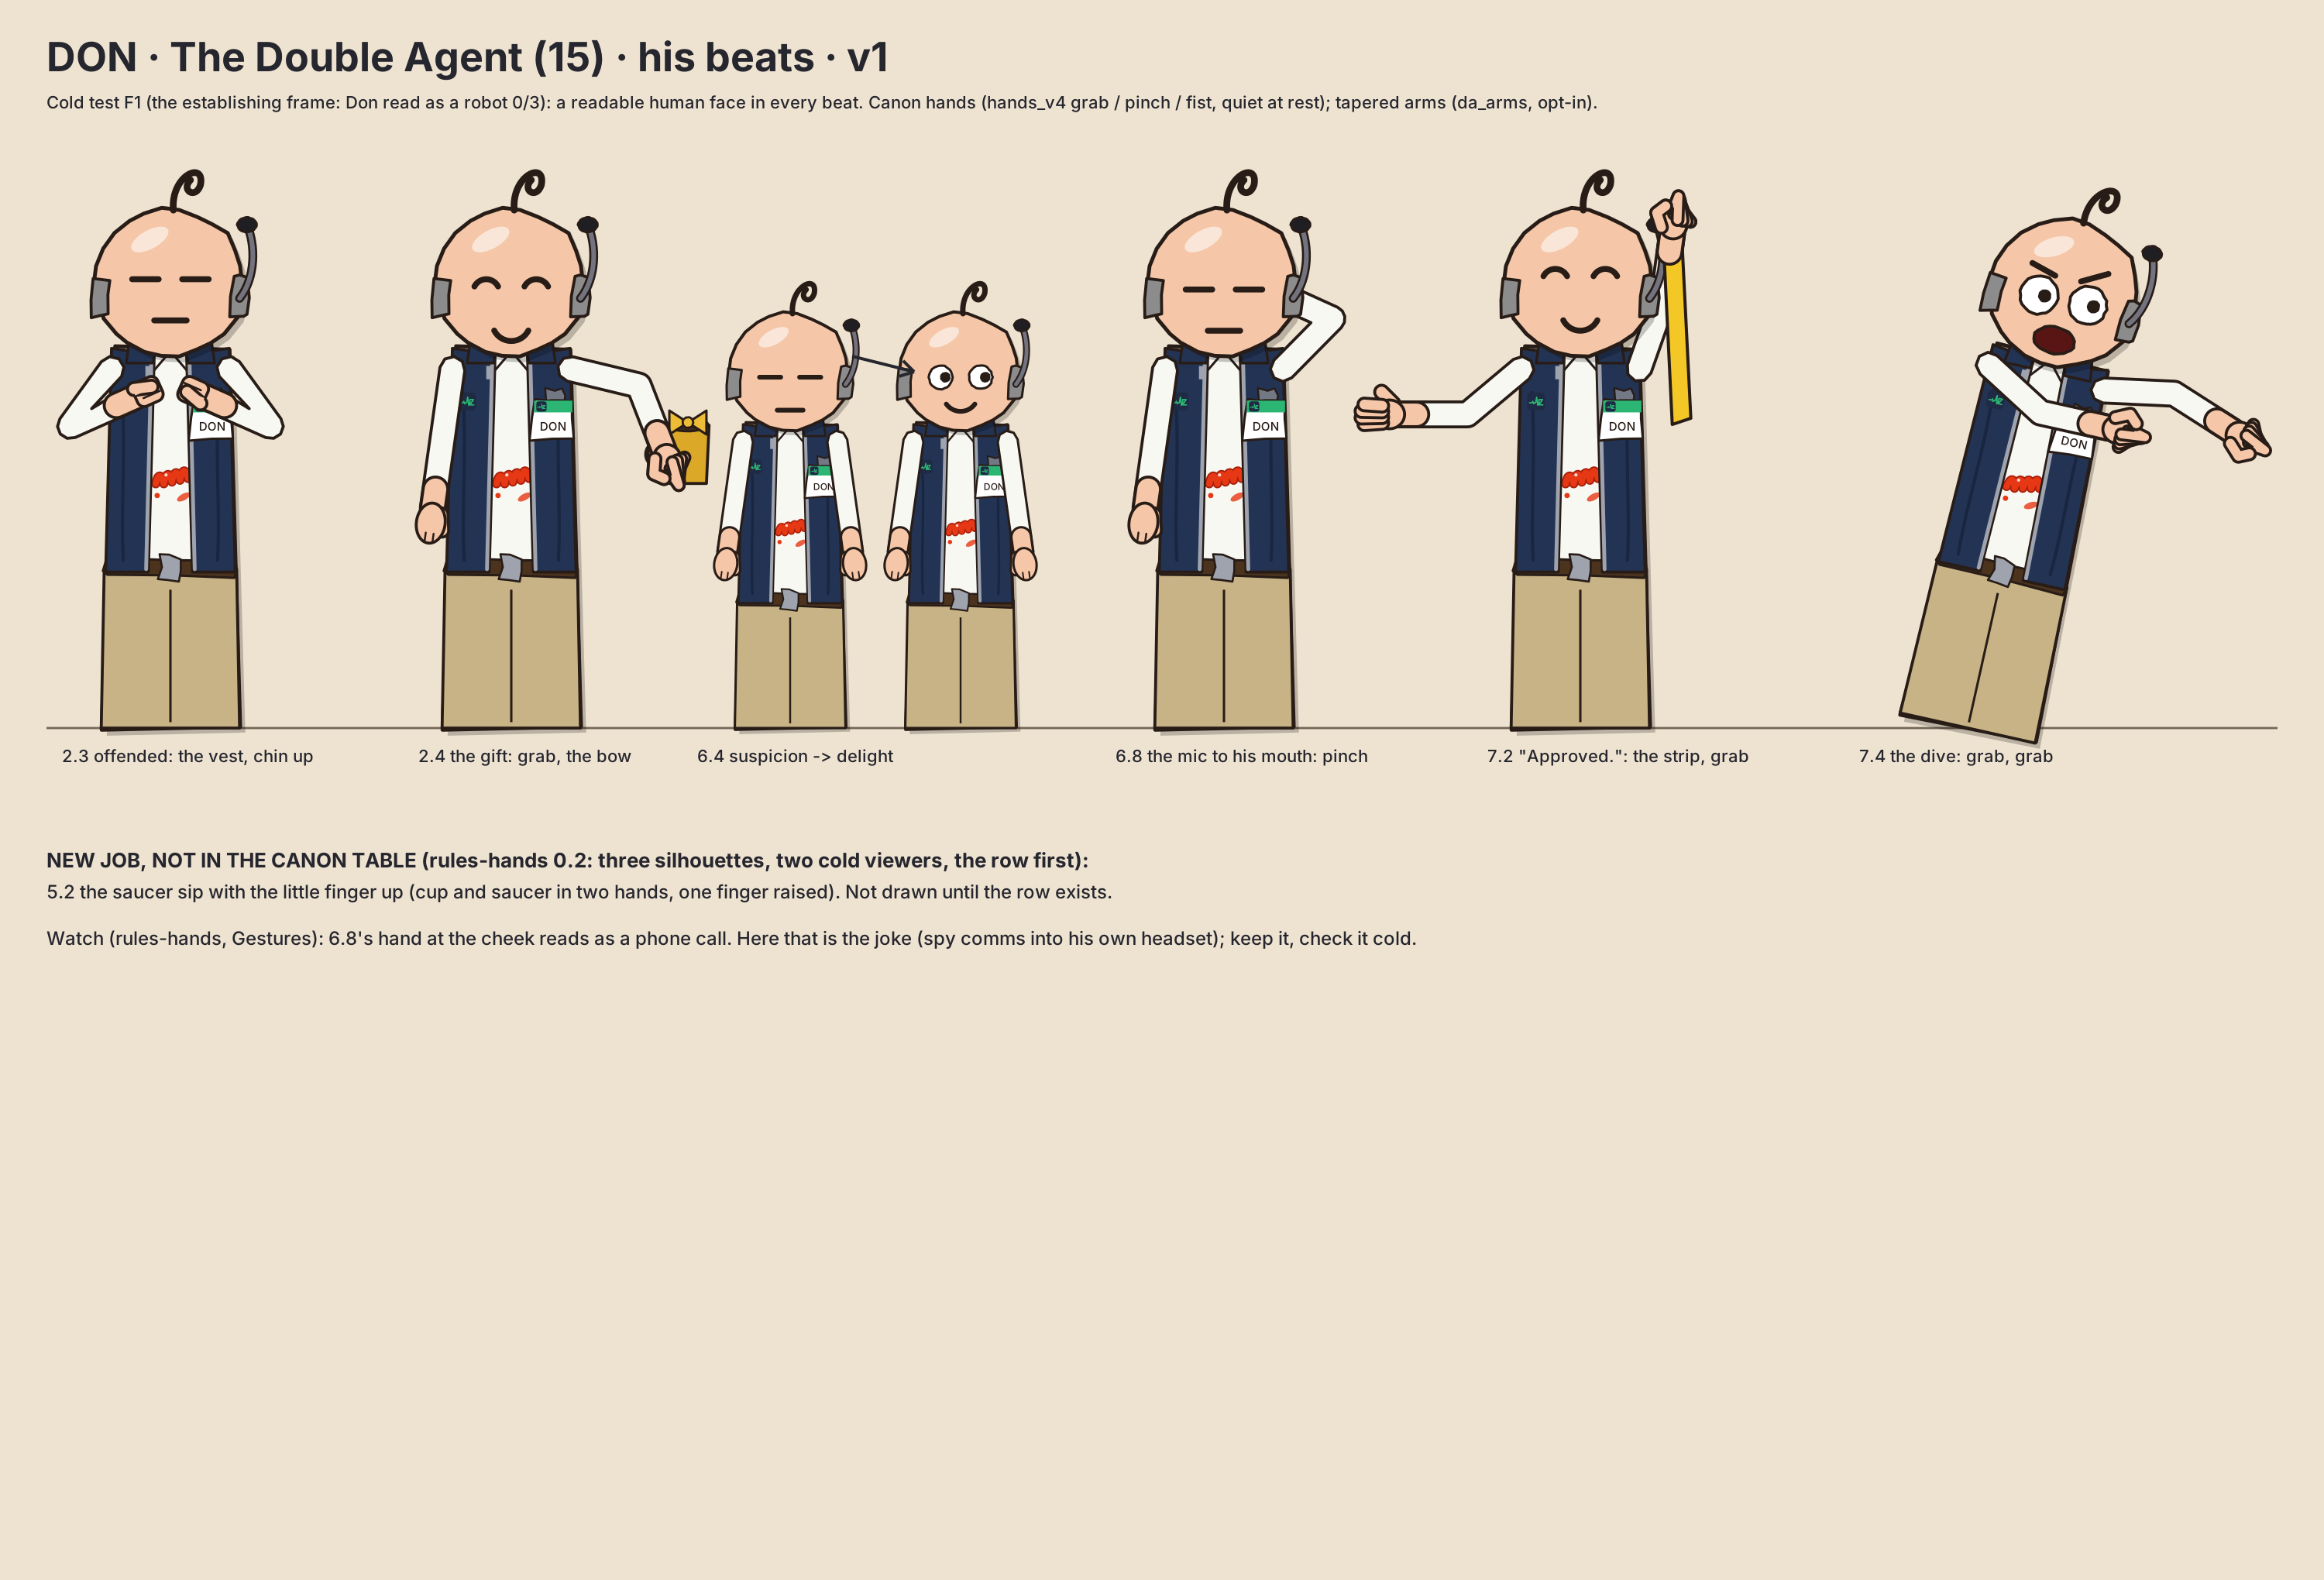 DON · The Double Agent (15) · his beats · v1
Cold test F1 (the establishing frame: Don read as a robot 0/3): a readable human face in every beat. Canon hands (hands_v4 grab / pinch / fist, quiet at rest); tapered arms (da_arms, opt-in).
DON
DON
DON
DON
DON
DON
DON
2.3 offended: the vest, chin up
2.4 the gift: grab, the bow
6.4 suspicion -> delight
6.8 the mic to his mouth: pinch
7.2 "Approved.": the strip, grab
7.4 the dive: grab, grab
NEW JOB, NOT IN THE CANON TABLE (rules-hands 0.2: three silhouettes, two cold viewers, the row first):
5.2 the saucer sip with the little finger up (cup and saucer in two hands, one finger raised). Not drawn until the row exists.
Watch (rules-hands, Gestures): 6.8's hand at the cheek reads as a phone call. Here that is the joke (spy comms into his own headset); keep it, check it cold.